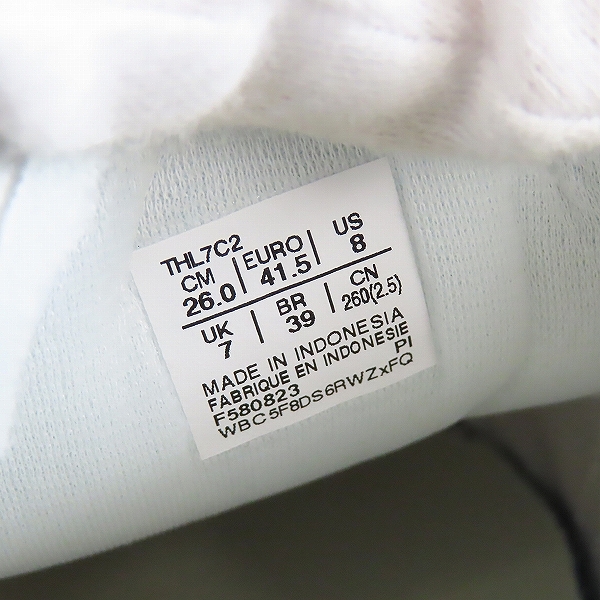 THL7C2
CM EURO US
26.0 41.5 8
UK BR CN
7 39 260(2.5)
MADE IN INDONESIA
FABRIQUE EN INDONESIE
F580823 PI
WBC5F8DS6RWZxFQ